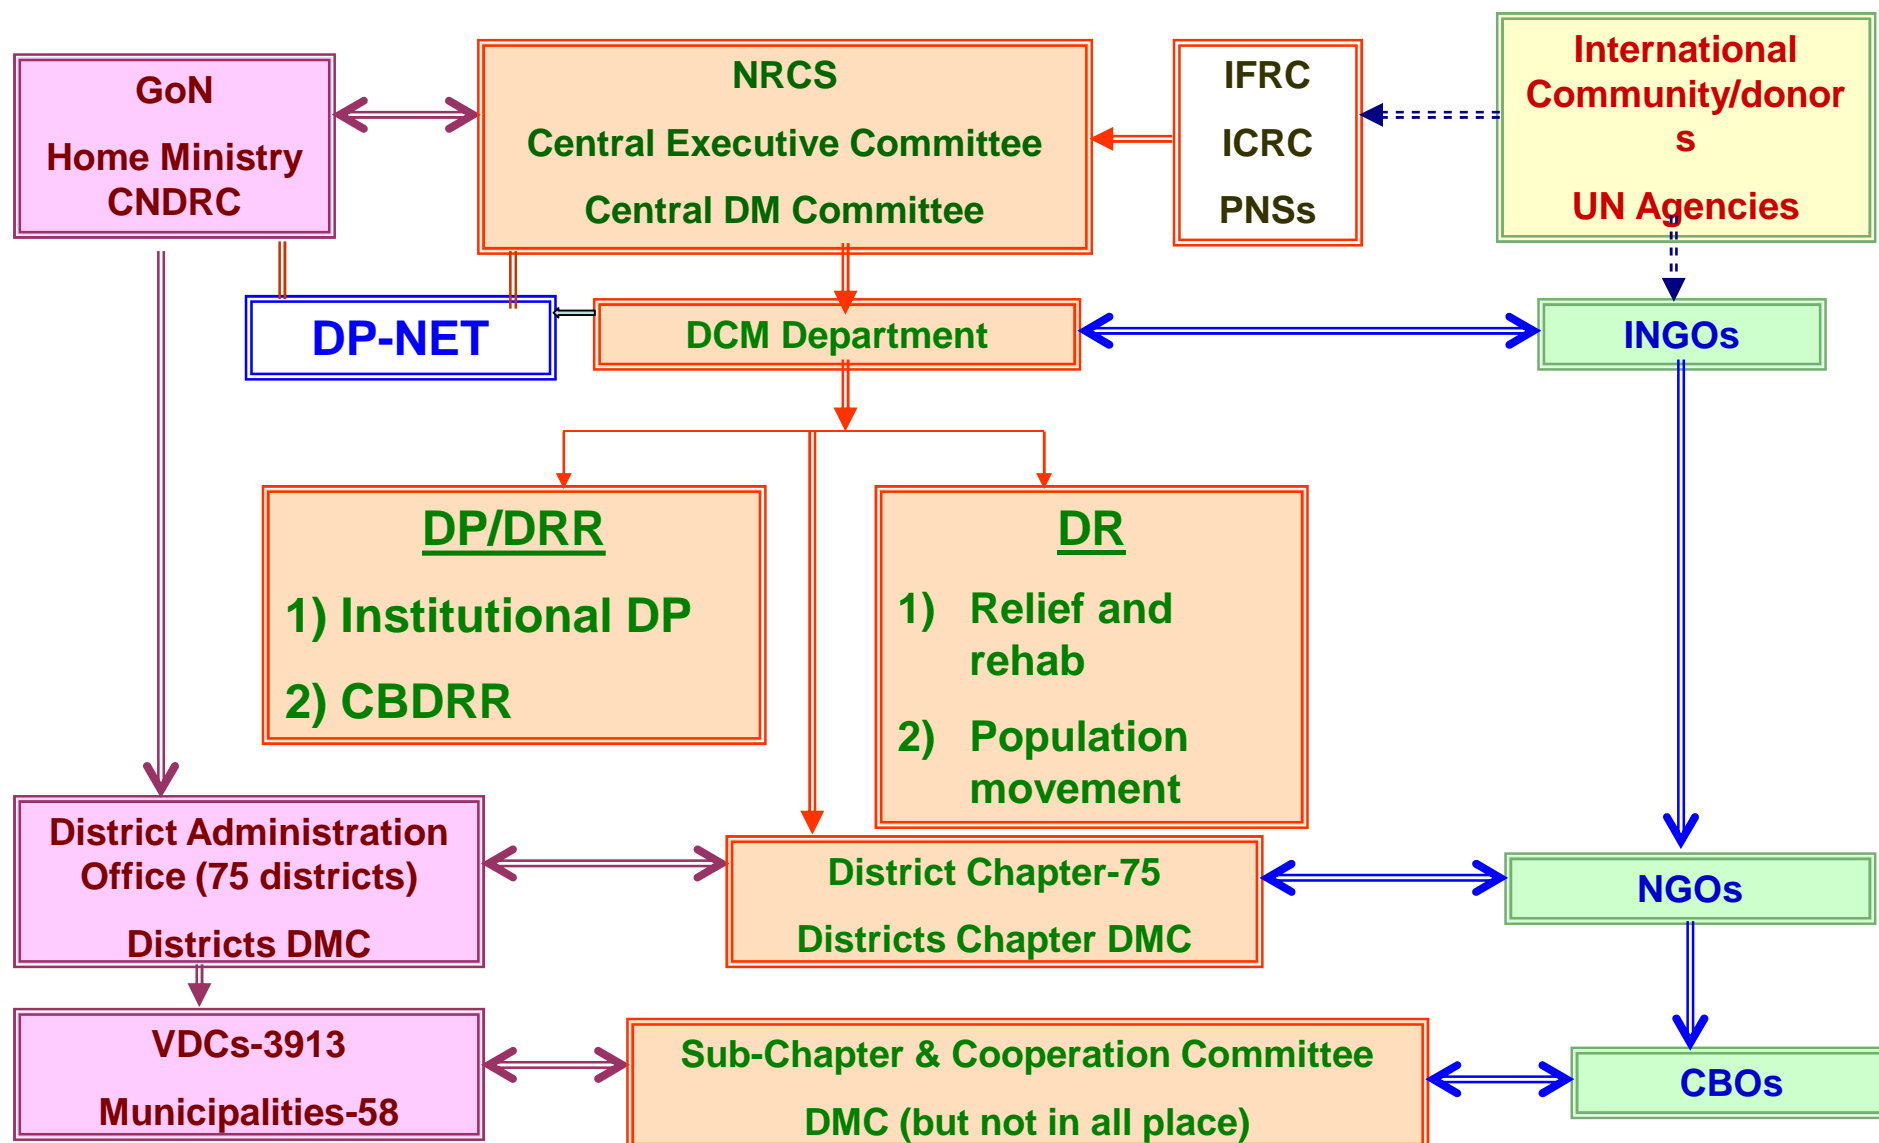 GoN
Home Ministry
CNDRC
NRCS
Central Executive Committee
Central DM Committee
IFRC
ICRC
PNSs
International
Community/donor
s
UN Agencies
DP-NET
DCM Department
INGOs
DP/DRR
1) Institutional DP
2) CBDRR
DR
1) Relief and
rehab
2) Population
movement
District Administration
Office (75 districts)
Districts DMC
District Chapter-75
Districts Chapter DMC
NGOs
VDCs-3913
Municipalities-58
Sub-Chapter & Cooperation Committee
DMC (but not in all place)
CBOs